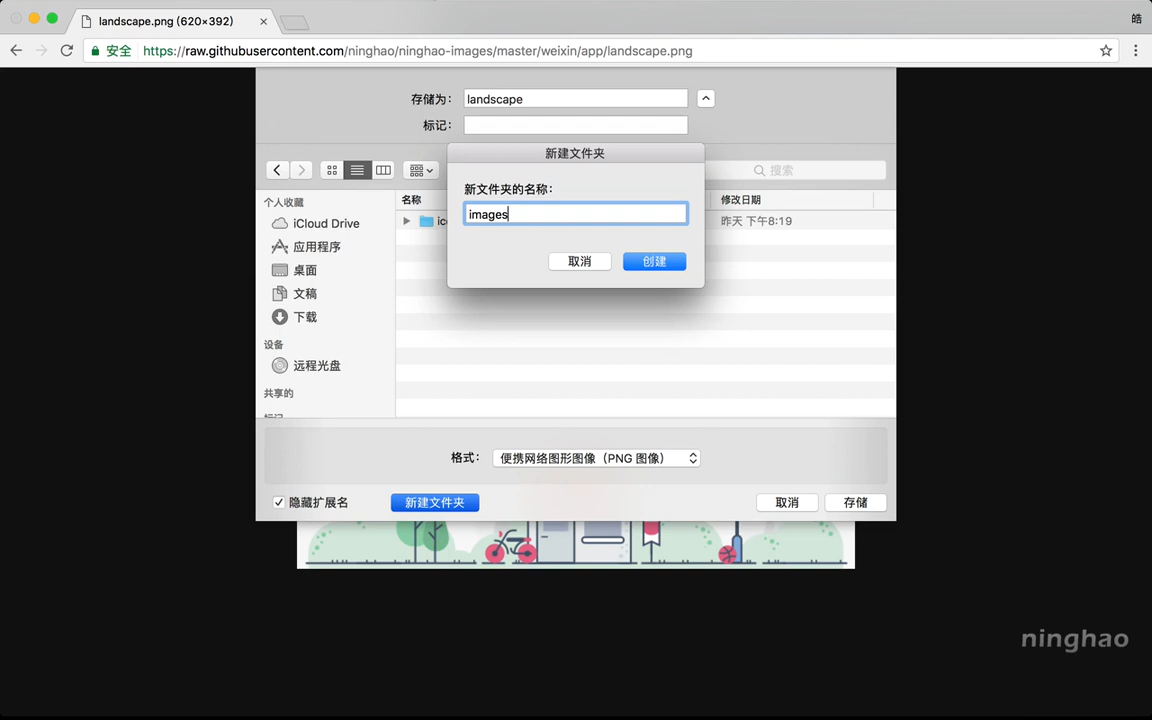 landscape.png (620×392)
皓
安全 https://raw.githubusercontent.com/ninghao/ninghao-images/master/weixin/app/landscape.png
存储为： landscape
标记：
新建文件夹
搜索
新文件夹的名称：
images
取消 创建
个人收藏
iCloud Drive
应用程序
桌面
文稿
下载
设备
远程光盘
共享的
标记
名称 修改日期
昨天 下午8:19
格式： 便携网络图形图像（PNG 图像）
隐藏扩展名 新建文件夹 取消 存储
ninghao